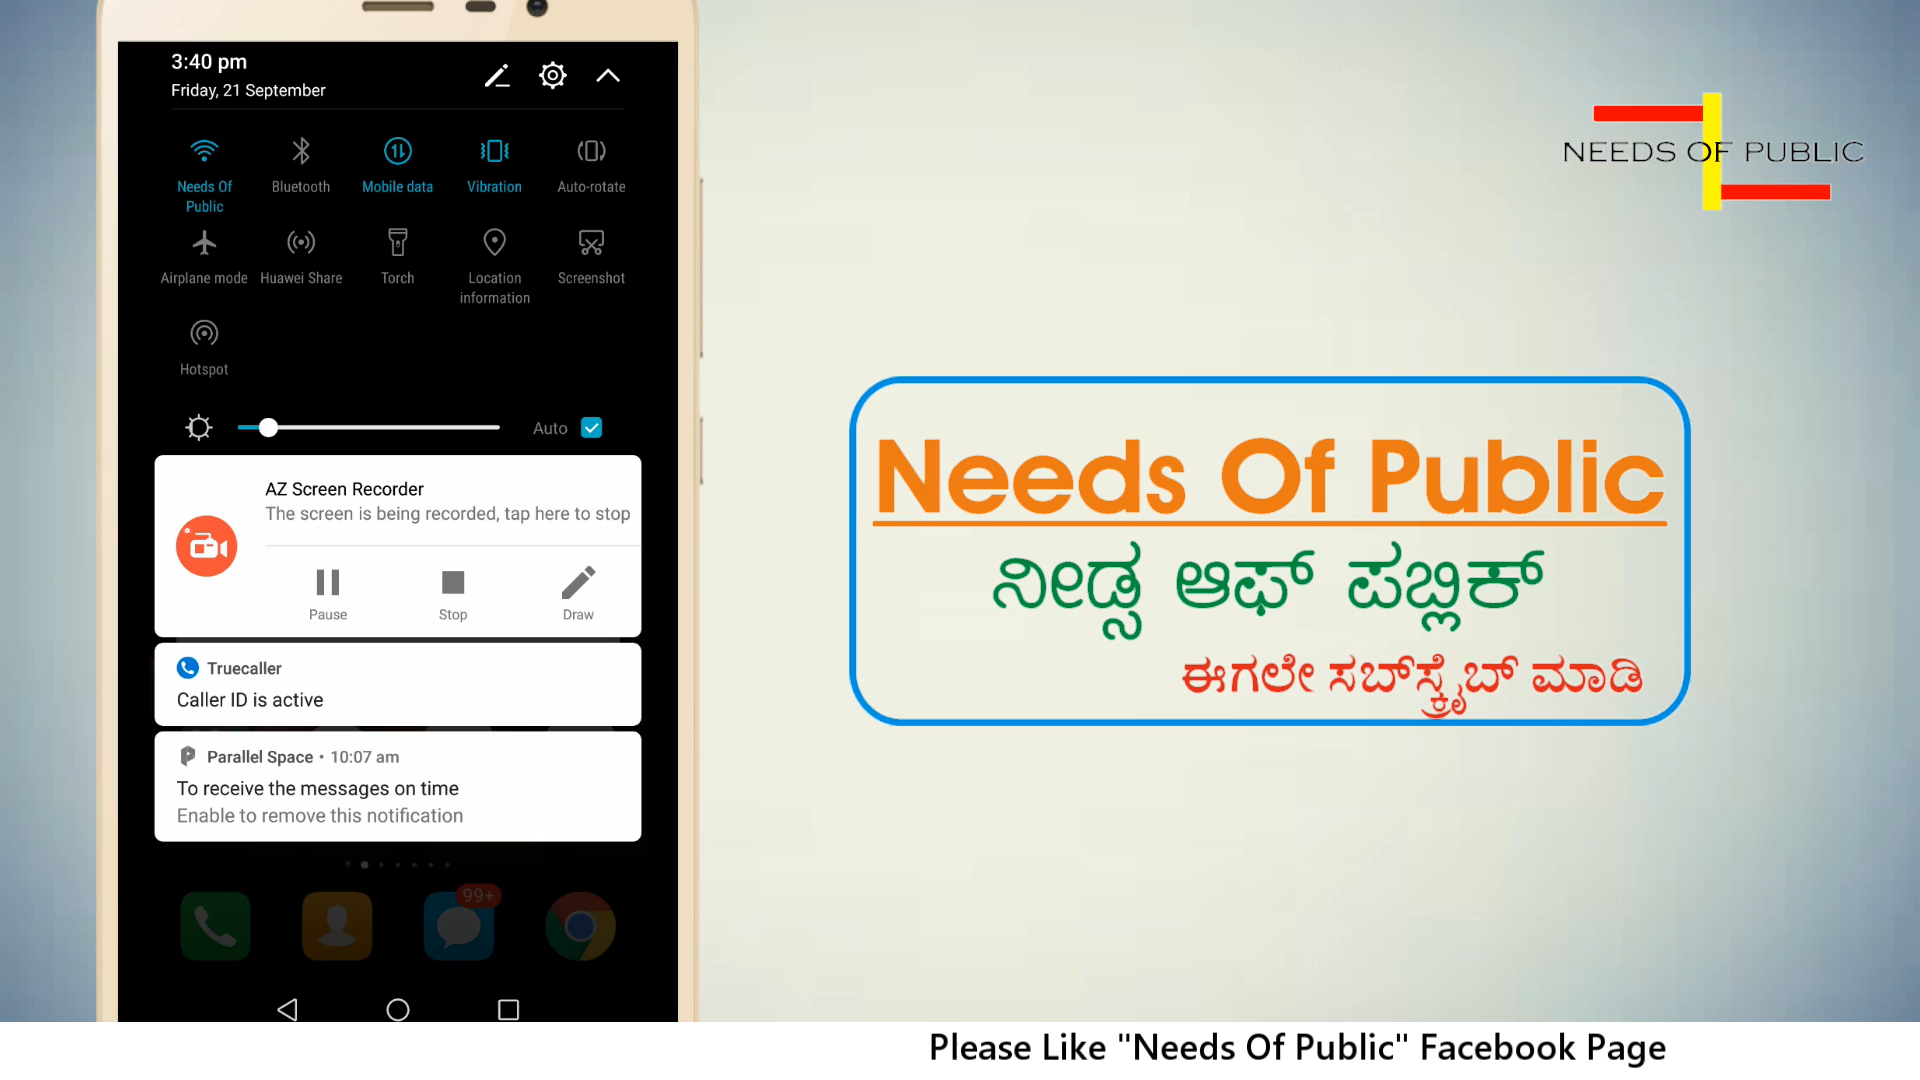 3:40 pm
Friday, 21 September
Needs Of Public
Bluetooth
Mobile data
Vibration
Auto-rotate
Airplane mode
Huawei Share
Torch
Location information
Screenshot
Hotspot
Auto
AZ Screen Recorder
The screen is being recorded, tap here to stop
Pause
Stop
Draw
Truecaller
Caller ID is active
Parallel Space • 10:07 am
To receive the messages on time
Enable to remove this notification
99+
NEEDS OF PUBLIC
Needs Of Public
ನೀಡ್ಸ ಆಫ್ ಪಬ್ಲಿಕ್
ಈಗಲೇ ಸಬ್‌ಸ್ಕ್ರೈಬ್ ಮಾಡಿ
Please Like "Needs Of Public" Facebook Page